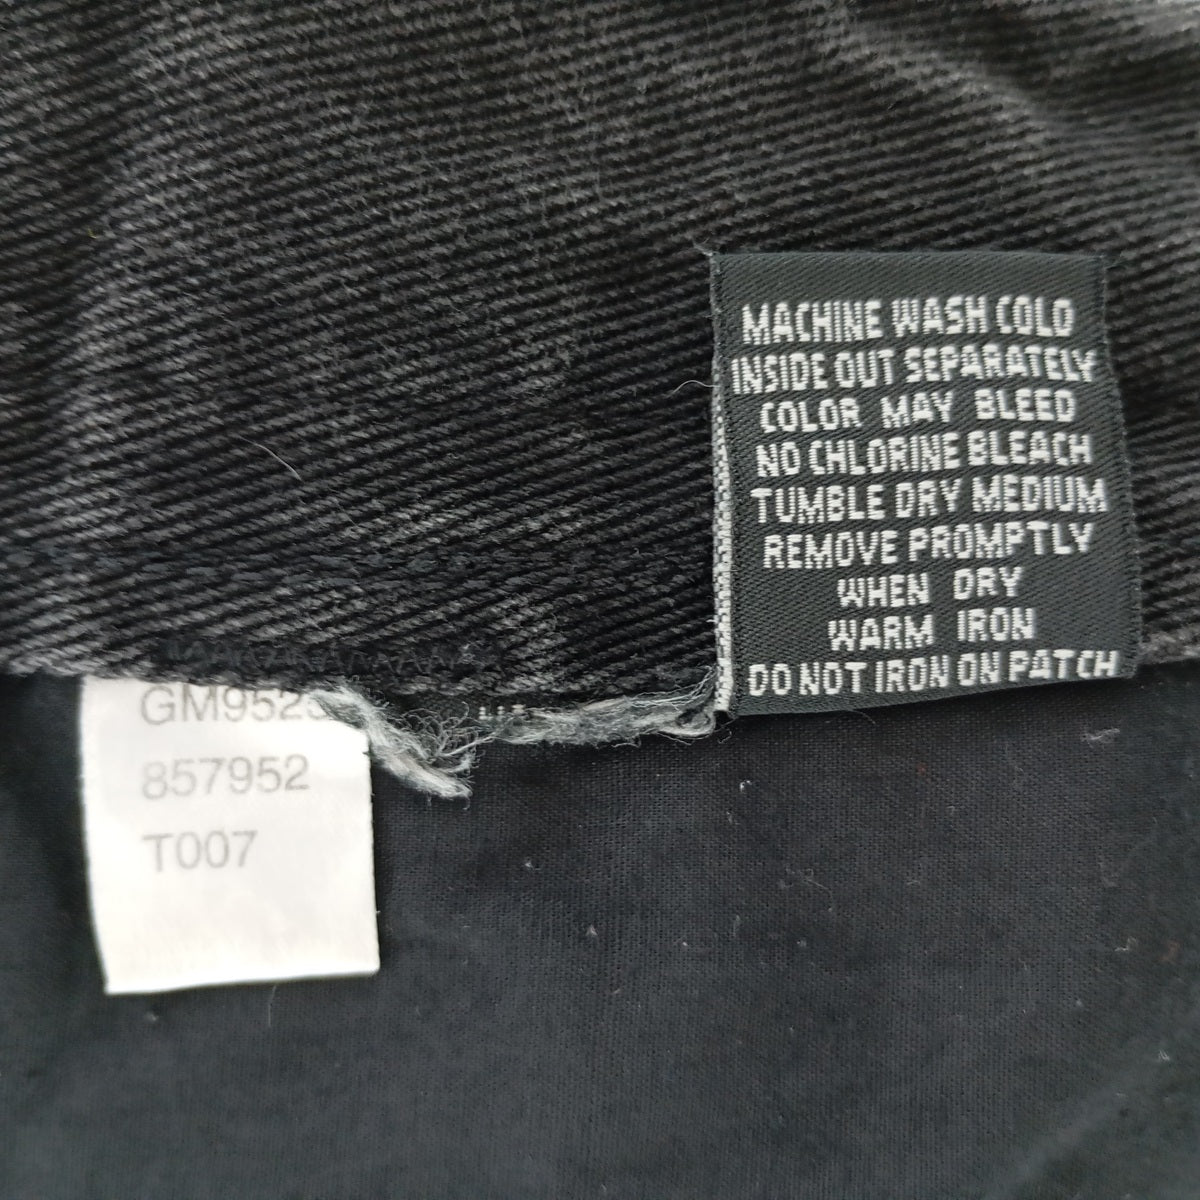 MACHINE WASH COLD
INSIDE OUT SEPARATELY
COLOR MAY BLEED
NO CHLORINE BLEACH
TUMBLE DRY MEDIUM
REMOVE PROMPTLY
WHEN DRY
WARM IRON
DO NOT IRON ON PATCH
857952
T007